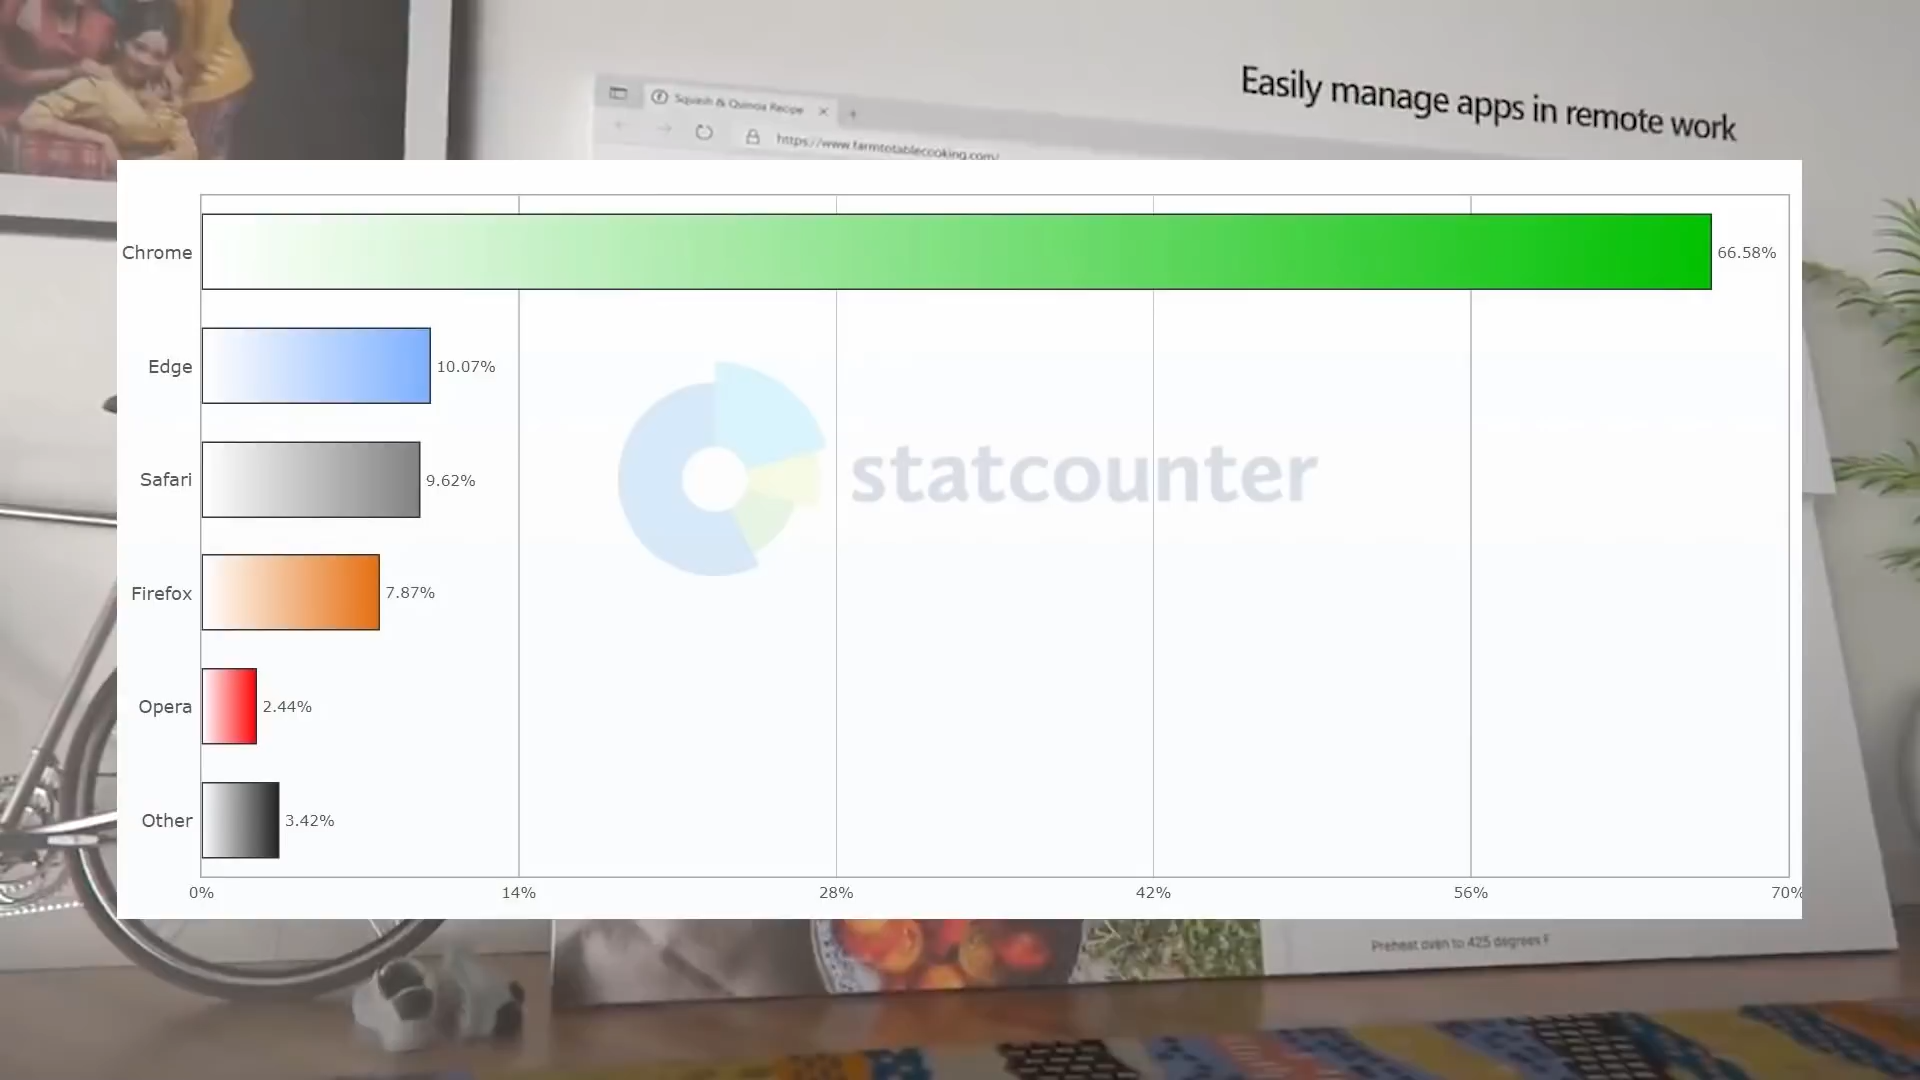 Easily manage apps in remote work
Squash & Quinoa Recipe
https://www.farmtotablecooking.com/
Chrome 66.58%
Edge 10.07%
statcounter
Safari 9.62%
Firefox 7.87%
Opera 2.44%
Other 3.42%
0% 14% 28% 42% 56% 70%
Preheat oven to 425 degrees F